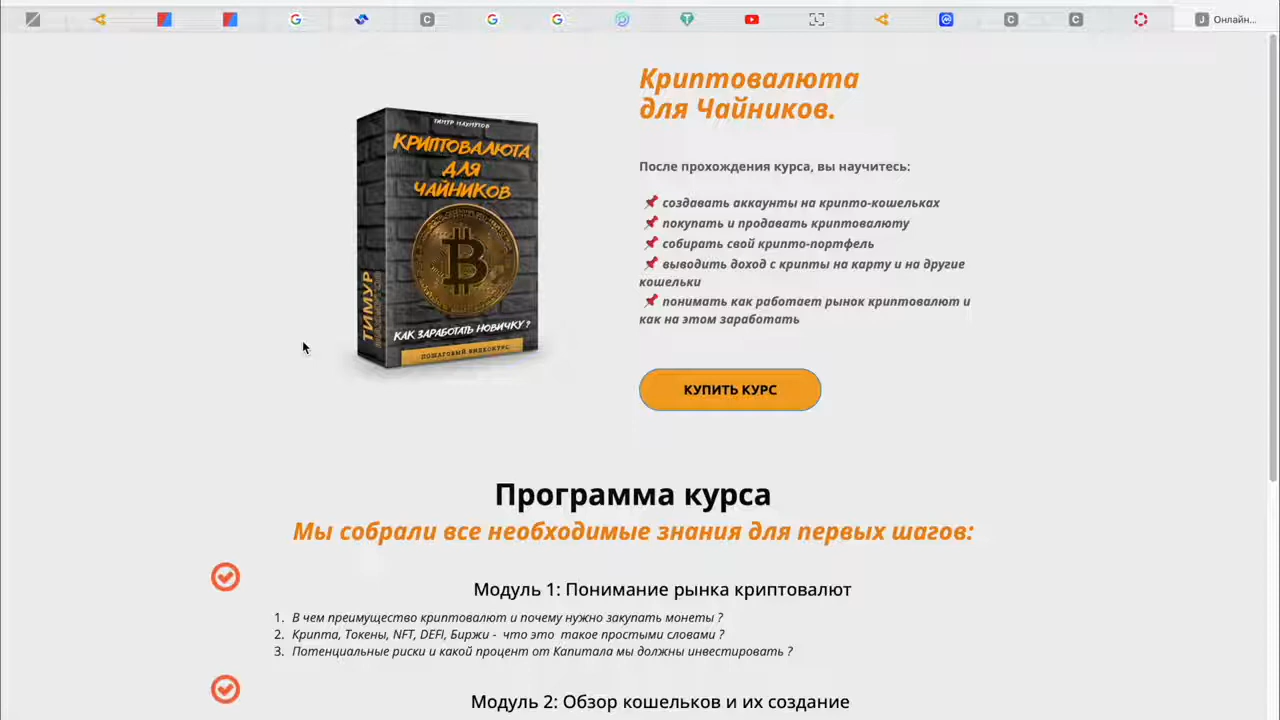 Онлайн...
Криптовалюта
для Чайников.
ТИМУР МАХМУТОВ
КРИПТОВАЛЮТА
ДЛЯ
ЧАЙНИКОВ
ТИМУР
КАК ЗАРАБОТАТЬ НОВИЧКУ ?
ПОШАГОВЫЙ ВИДЕОКУРС
После прохождения курса, вы научитесь:
создавать аккаунты на крипто-кошельках
покупать и продавать криптовалюту
собирать свой крипто-портфель
выводить доход с крипты на карту и на другие
кошельки
понимать как работает рынок криптовалют и
как на этом заработать
КУПИТЬ КУРС
Программа курса
Мы собрали все необходимые знания для первых шагов:
Модуль 1: Понимание рынка криптовалют
1. В чем преимущество криптовалют и почему нужно закупать монеты ?
2. Крипта, Токены, NFT, DEFI, Биржи - что это такое простыми словами ?
3. Потенциальные риски и какой процент от Капитала мы должны инвестировать ?
Модуль 2: Обзор кошельков и их создание